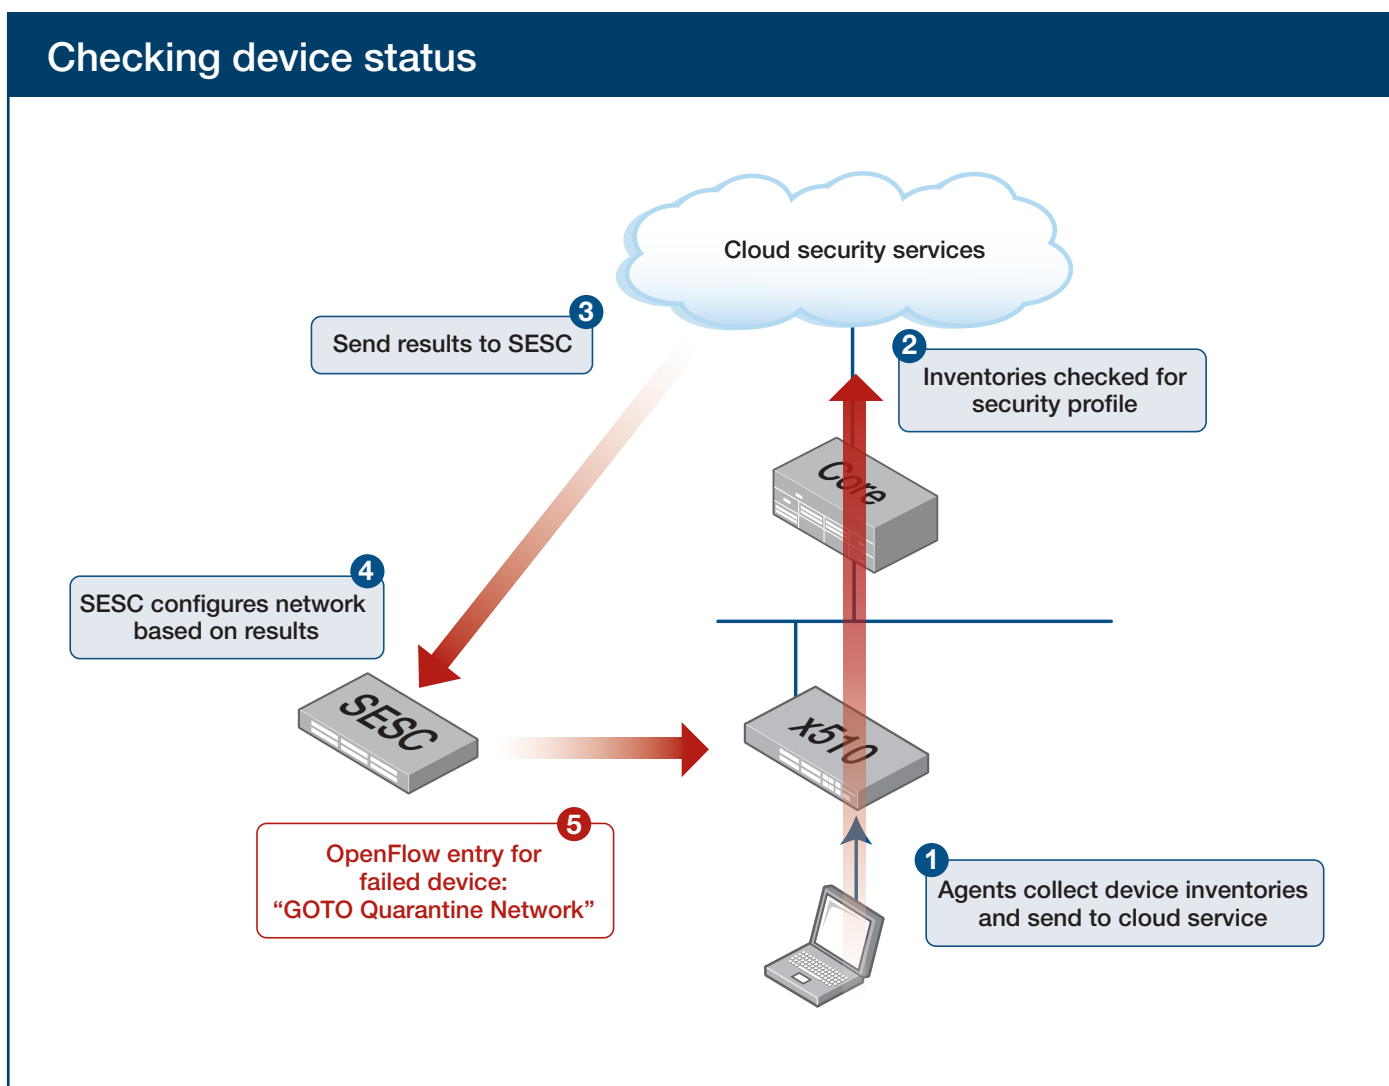 Checking device status
Cloud security services
3
Send results to SESC
2
Inventories checked for
security profile
Core
4
SESC configures network
based on results
SESC
x510
5
OpenFlow entry for
failed device:
“GOTO Quarantine Network”
1
Agents collect device inventories
and send to cloud service